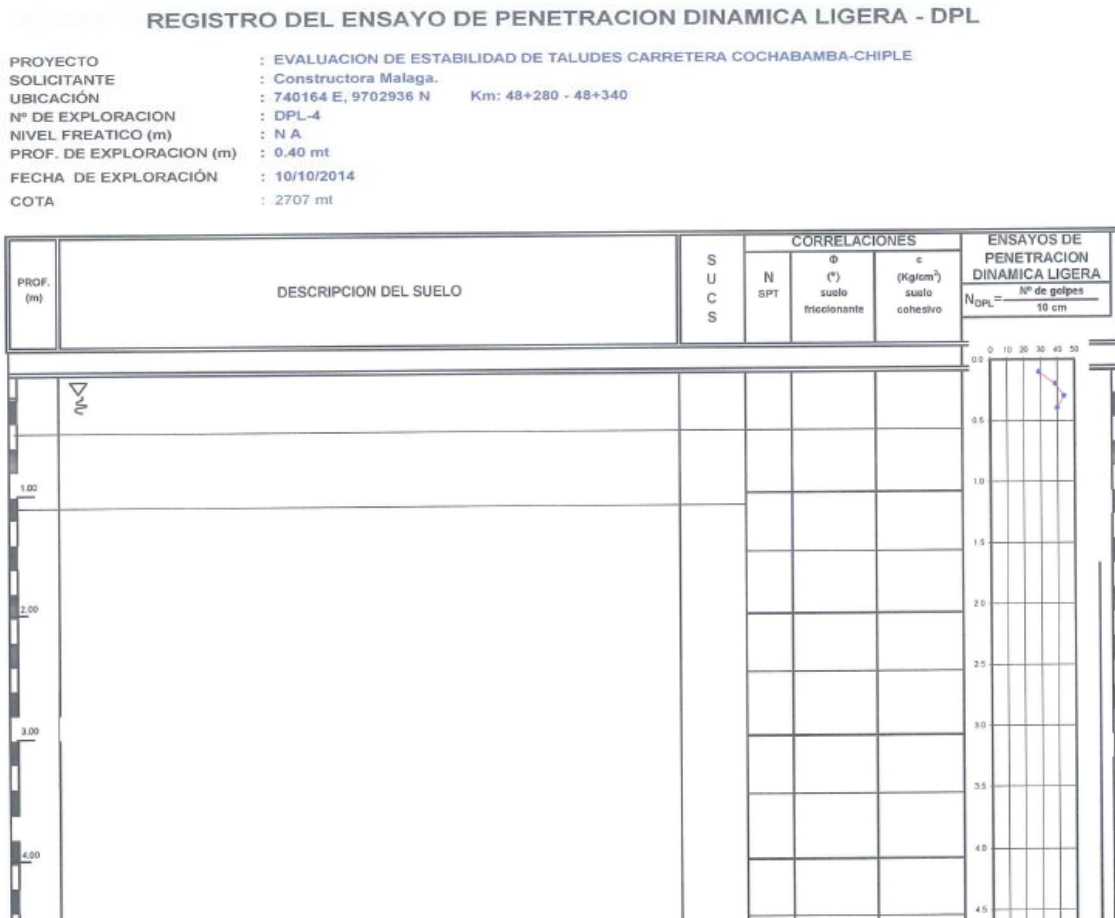 REGISTRO DEL ENSAYO DE PENETRACION DINAMICA LIGERA - DPL
PROYECTO : EVALUACION DE ESTABILIDAD DE TALUDES CARRETERA COCHABAMBA-CHIPLE
SOLICITANTE : Constructora Malaga.
UBICACIÓN : 740164 E, 9702936 N Km: 48+280 - 48+340
Nº DE EXPLORACION : DPL-4
NIVEL FREATICO (m) : N A
PROF. DE EXPLORACION (m) : 0.40 mt
FECHA DE EXPLORACIÓN : 10/10/2014
COTA : 2707 mt
PROF. (m)
DESCRIPCION DEL SUELO
S U C S
CORRELACIONES
N SPT
Φ (°) suelo friccionante
c (Kg/cm²) suelo cohesivo
ENSAYOS DE PENETRACION DINAMICA LIGERA
N_DPL= Nº de golpes / 10 cm
0 10 20 30 40 50
0.0
0.5
1.00
1.0
1.5
2.00
2.0
2.5
3.00
3.0
3.5
4.00
4.0
4.5